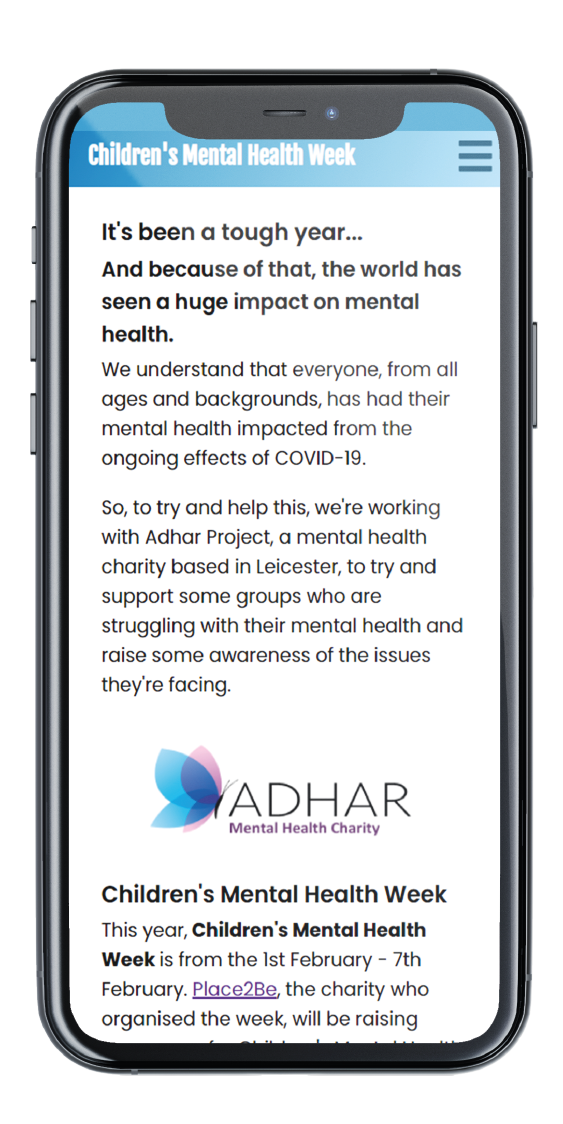 Children's Mental Health Week
It's been a tough year...
And because of that, the world has
seen a huge impact on mental
health.
We understand that everyone, from all
ages and backgrounds, has had their
mental health impacted from the
ongoing effects of COVID-19.
So, to try and help this, we're working
with Adhar Project, a mental health
charity based in Leicester, to try and
support some groups who are
struggling with their mental health and
raise some awareness of the issues
they're facing.
ADHAR
Mental Health Charity
Children's Mental Health Week
This year, Children's Mental Health
Week is from the 1st February - 7th
February. Place2Be, the charity who
organised the week, will be raising